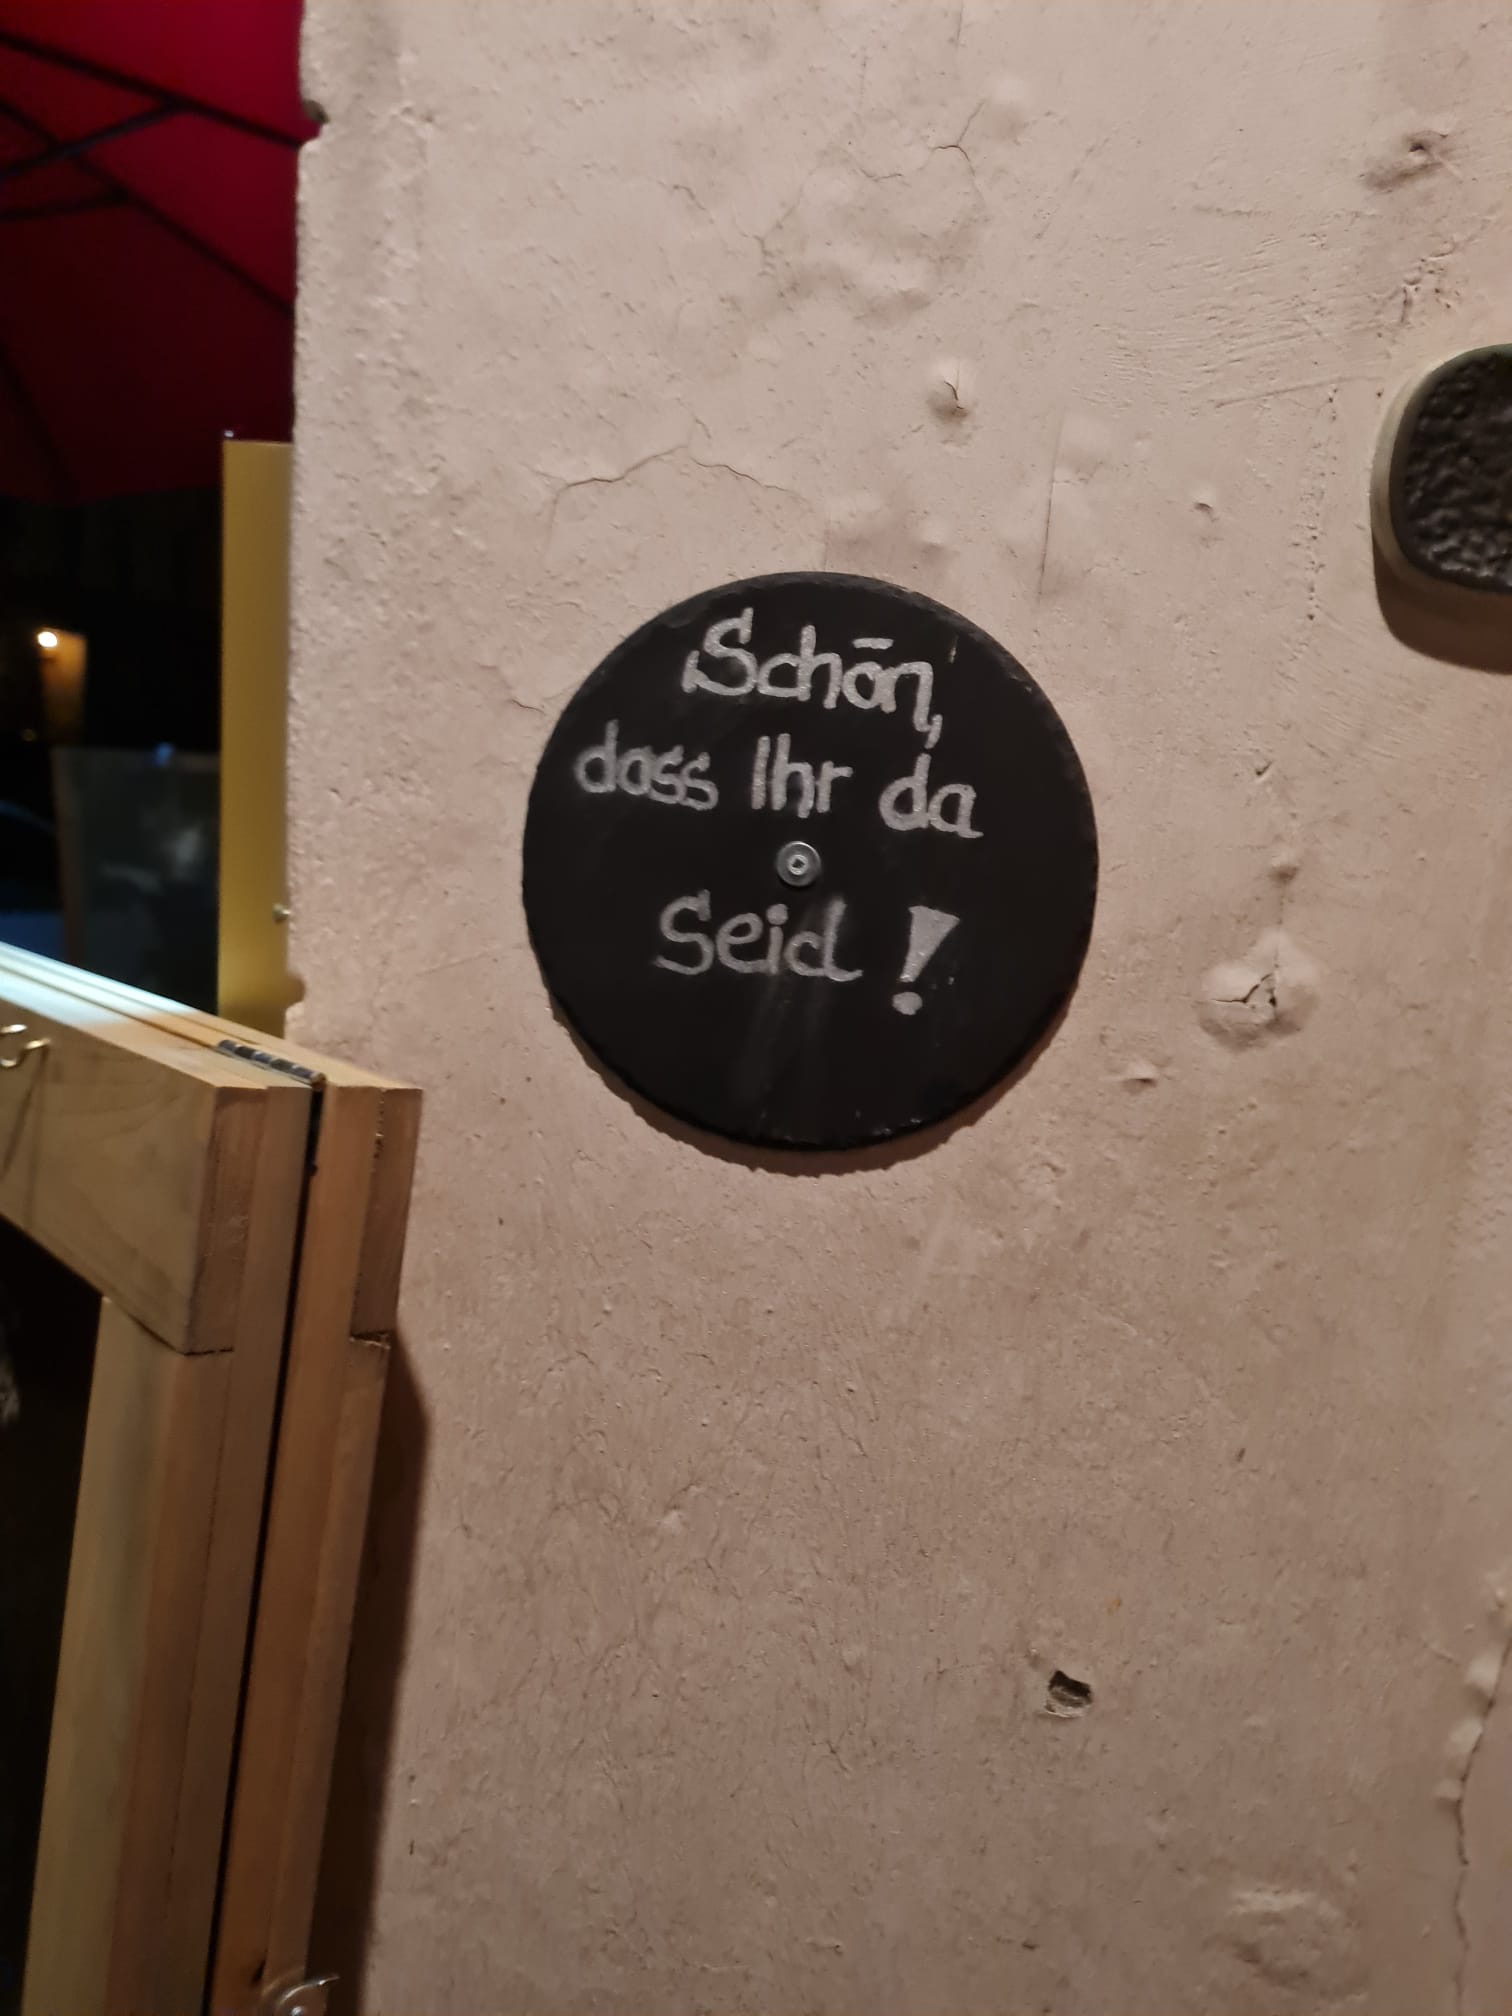 Schön,
dass Ihr da
seid!